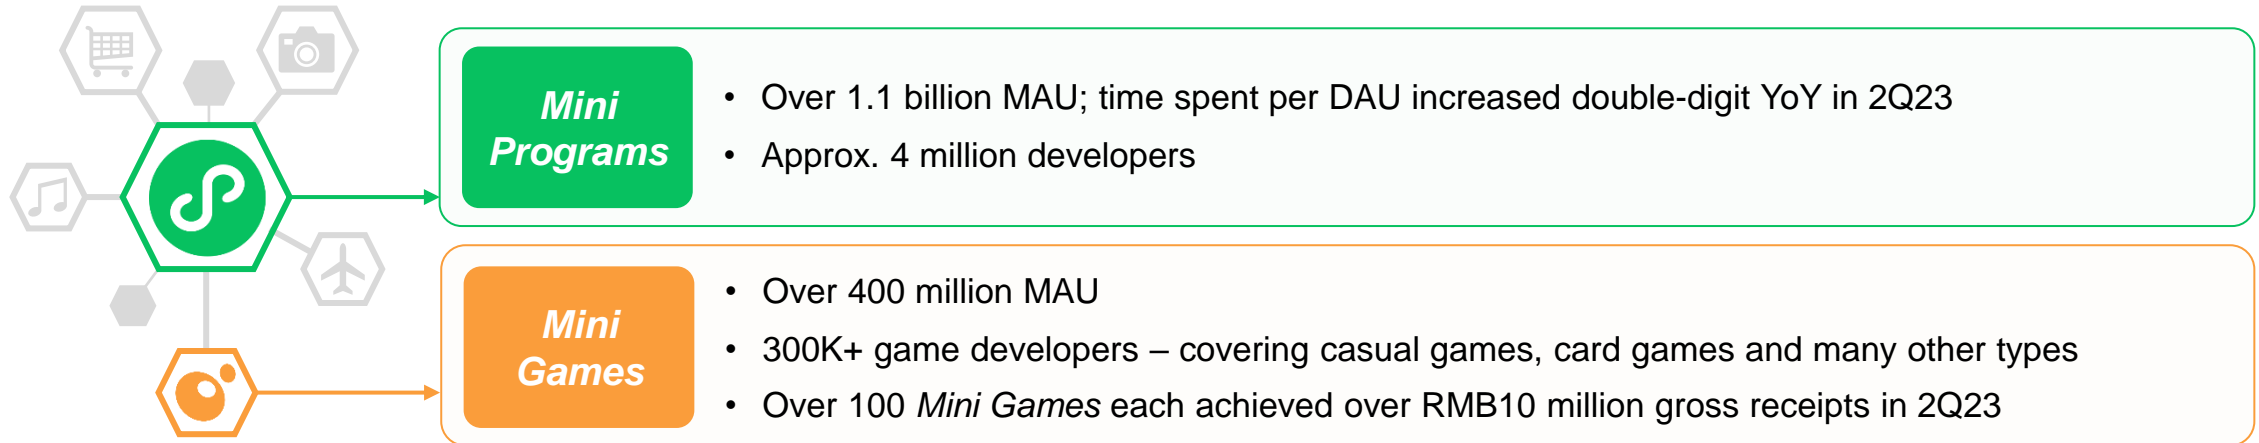 Mini
Programs
• Over 1.1 billion MAU; time spent per DAU increased double-digit YoY in 2Q23
• Approx. 4 million developers
Mini
Games
• Over 400 million MAU
• 300K+ game developers – covering casual games, card games and many other types
• Over 100 Mini Games each achieved over RMB10 million gross receipts in 2Q23